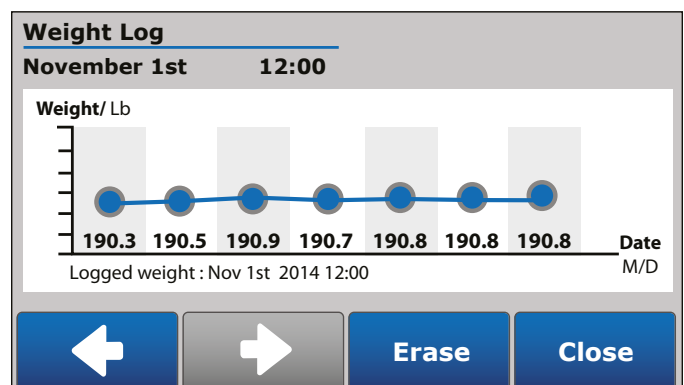 Weight Log
November 1st 12:00
Weight/ Lb
190.3 190.5 190.9 190.7 190.8 190.8 190.8 Date
M/D
Logged weight : Nov 1st 2014 12:00
Erase Close